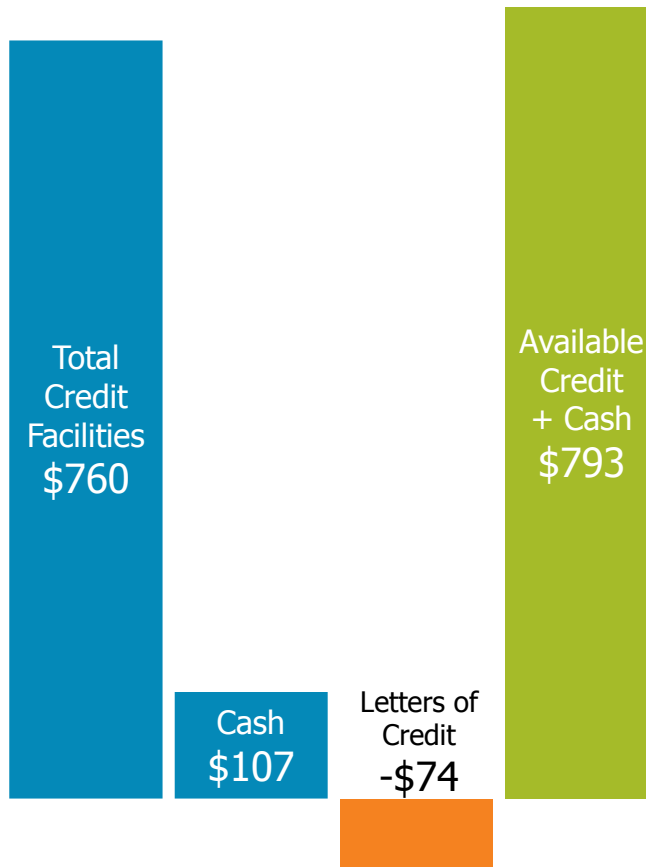 Total
Credit
Facilities
$760
Cash
$107
Letters of
Credit
-$74
Available
Credit
+ Cash
$793